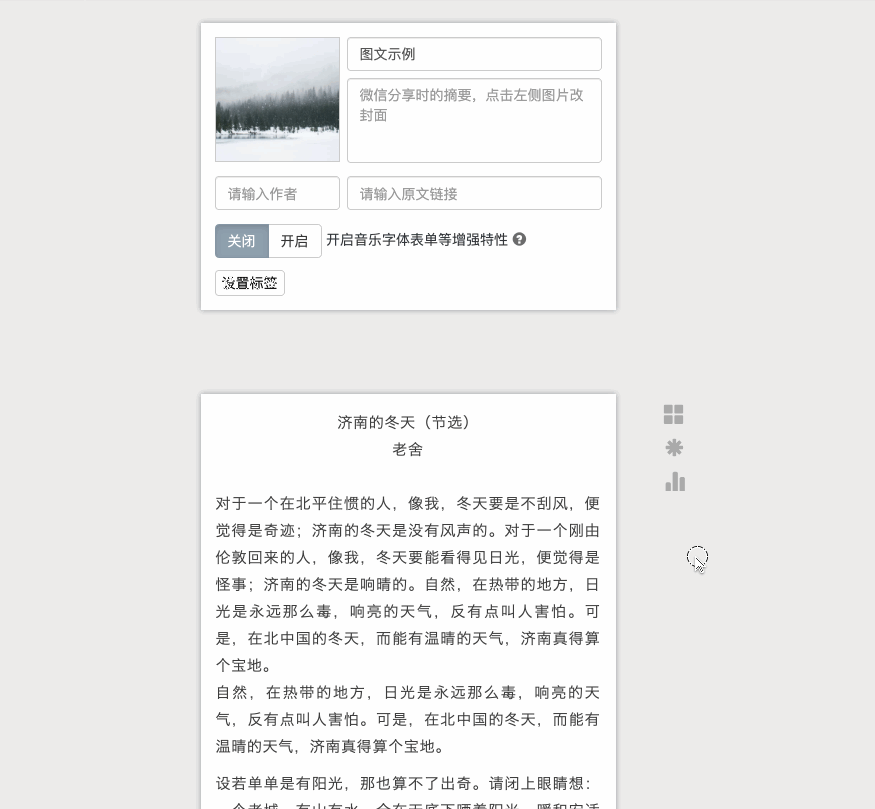 图文示例
微信分享时的摘要，点击左侧图片改
封面
请输入作者
请输入原文链接
关闭
开启
开启音乐字体表单等增强特性
设置标签
济南的冬天（节选）
老舍
对于一个在北平住惯的人，像我，冬天要是不刮风，便
觉得是奇迹；济南的冬天是没有风声的。对于一个刚由
伦敦回来的人，像我，冬天要能看得见日光，便觉得是
怪事；济南的冬天是响晴的。自然，在热带的地方，日
光是永远那么毒，响亮的天气，反有点叫人害怕。可
是，在北中国的冬天，而能有温晴的天气，济南真得算
个宝地。
自然，在热带的地方，日光是永远那么毒，响亮的天
气，反有点叫人害怕。可是，在北中国的冬天，而能有
温晴的天气，济南真得算个宝地。
设若单单是有阳光，那也算不了出奇。请闭上眼睛想：